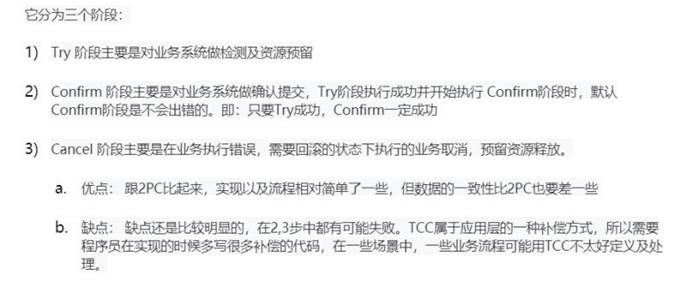 它分为三个阶段：
1) Try 阶段主要是对业务系统做检测及资源预留
2) Confirm 阶段主要是对业务系统做确认提交，Try阶段执行成功并开始执行 Confirm阶段时，默认
Confirm阶段是不会出错的。即：只要Try成功，Confirm一定成功
3) Cancel 阶段主要是在业务执行错误，需要回滚的状态下执行的业务取消，预留资源释放。
a. 优点： 跟2PC比起来，实现以及流程相对简单了一些，但数据的一致性比2PC也要差一些
b. 缺点： 缺点还是比较明显的，在2,3步中都有可能失败。TCC属于应用层的一种补偿方式，所以需要
程序员在实现的时候多写很多补偿的代码，在一些场景中，一些业务流程可能用TCC不太好定义及处
理。